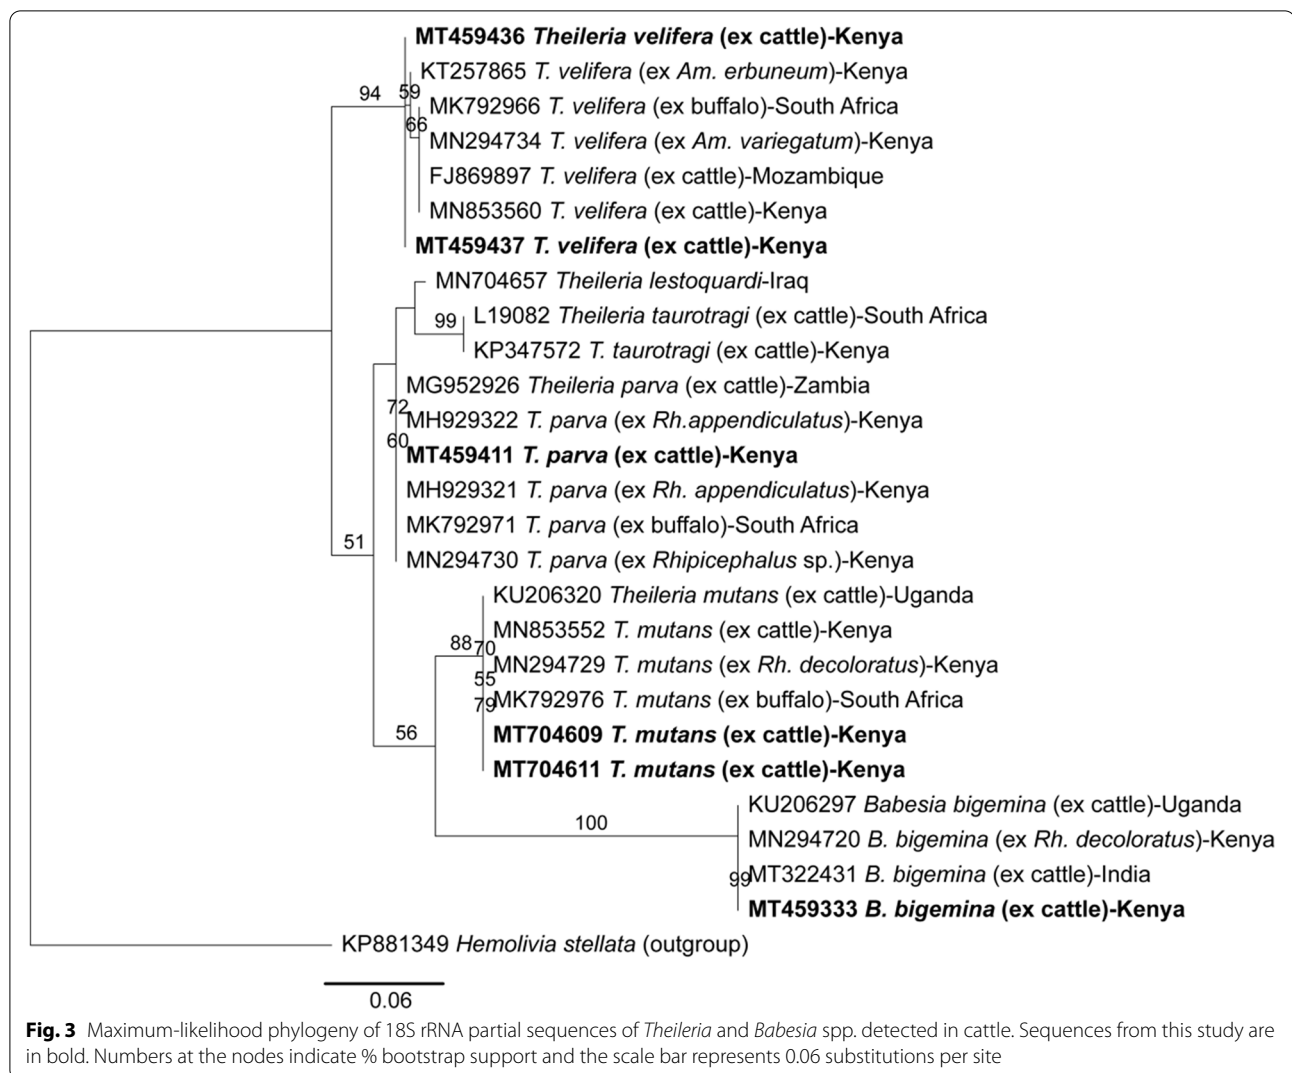 MT459436 Theileria velifera (ex cattle)-Kenya
KT257865 T. velifera (ex Am. erbuneum)-Kenya
94
59
MK792966 T. velifera (ex buffalo)-South Africa
66
MN294734 T. velifera (ex Am. variegatum)-Kenya
FJ869897 T. velifera (ex cattle)-Mozambique
MN853560 T. velifera (ex cattle)-Kenya
MT459437 T. velifera (ex cattle)-Kenya
MN704657 Theileria lestoquardi-Iraq
99
L19082 Theileria taurotragi (ex cattle)-South Africa
KP347572 T. taurotragi (ex cattle)-Kenya
MG952926 Theileria parva (ex cattle)-Zambia
72
MH929322 T. parva (ex Rh.appendiculatus)-Kenya
60
MT459411 T. parva (ex cattle)-Kenya
MH929321 T. parva (ex Rh. appendiculatus)-Kenya
MK792971 T. parva (ex buffalo)-South Africa
51
MN294730 T. parva (ex Rhipicephalus sp.)-Kenya
KU206320 Theileria mutans (ex cattle)-Uganda
MN853552 T. mutans (ex cattle)-Kenya
88
70
MN294729 T. mutans (ex Rh. decoloratus)-Kenya
55
MK792976 T. mutans (ex buffalo)-South Africa
79
MT704609 T. mutans (ex cattle)-Kenya
56
MT704611 T. mutans (ex cattle)-Kenya
KU206297 Babesia bigemina (ex cattle)-Uganda
100
MN294720 B. bigemina (ex Rh. decoloratus)-Kenya
99
MT322431 B. bigemina (ex cattle)-India
MT459333 B. bigemina (ex cattle)-Kenya
KP881349 Hemolivia stellata (outgroup)
0.06
Fig. 3 Maximum-likelihood phylogeny of 18S rRNA partial sequences of Theileria and Babesia spp. detected in cattle. Sequences from this study are
in bold. Numbers at the nodes indicate % bootstrap support and the scale bar represents 0.06 substitutions per site